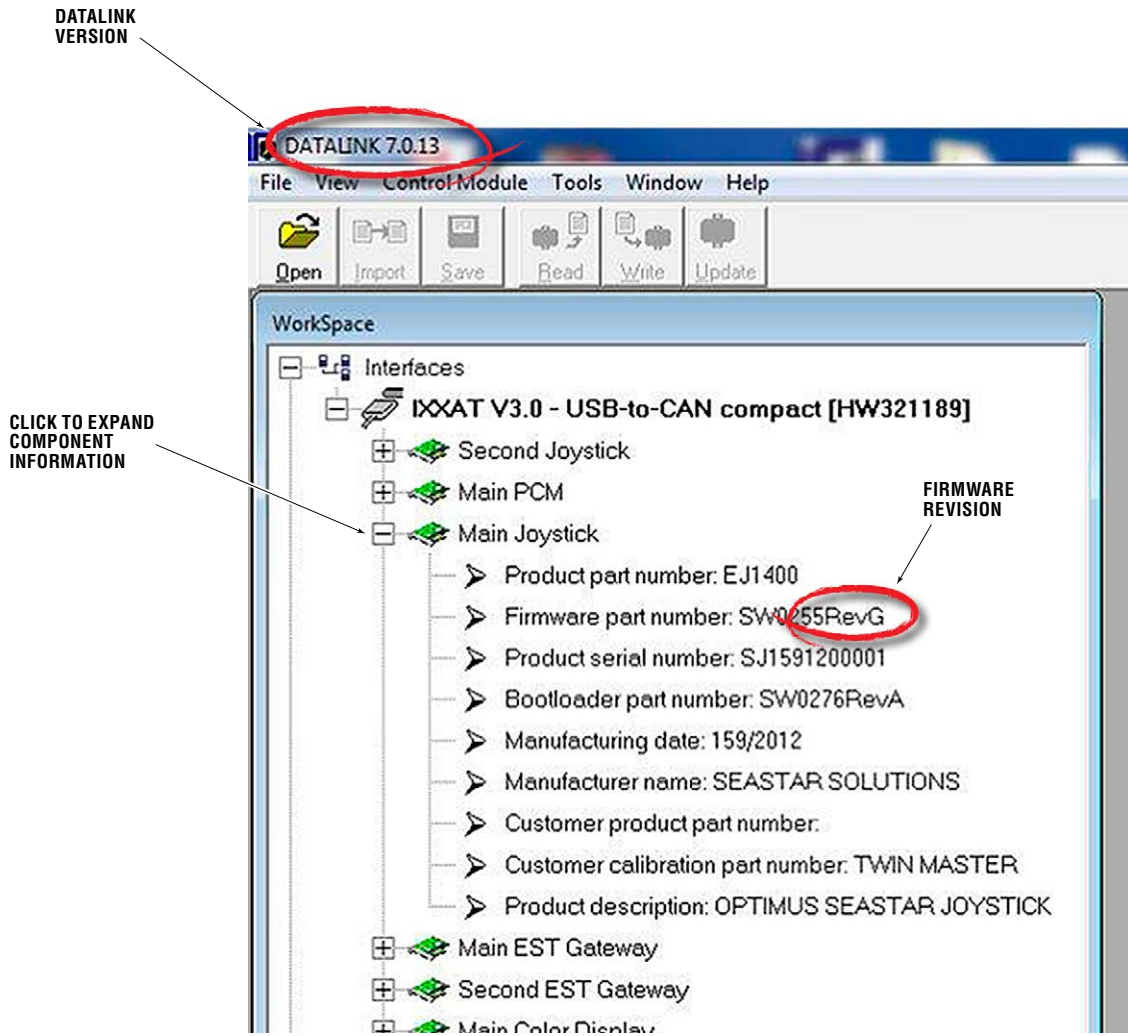 DATALINK
VERSION
DATALINK 7.0.13
File View Control Module Tools Window Help
Open Import Save Read Write Update
WorkSpace
Interfaces
IXXAT V3.0 - USB-to-CAN compact [HW321189]
CLICK TO EXPAND
COMPONENT
INFORMATION
Second Joystick
Main PCM
FIRMWARE
REVISION
Main Joystick
Product part number: EJ1400
Firmware part number: SW0255RevG
Product serial number: SJ1591200001
Bootloader part number: SW0276RevA
Manufacturing date: 159/2012
Manufacturer name: SEASTAR SOLUTIONS
Customer product part number:
Customer calibration part number: TWIN MASTER
Product description: OPTIMUS SEASTAR JOYSTICK
Main EST Gateway
Second EST Gateway
Main Color Display